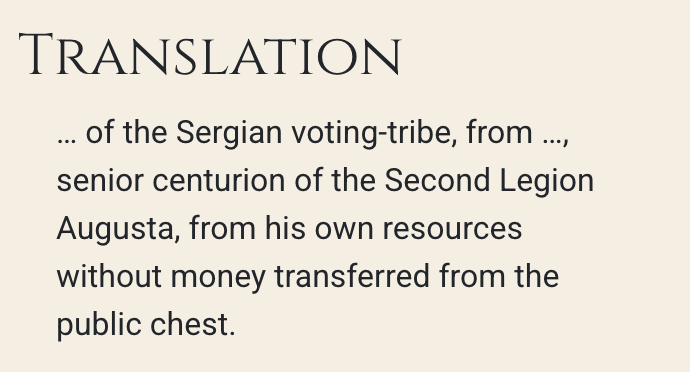 Translation
… of the Sergian voting-tribe, from …,
senior centurion of the Second Legion
Augusta, from his own resources
without money transferred from the
public chest.